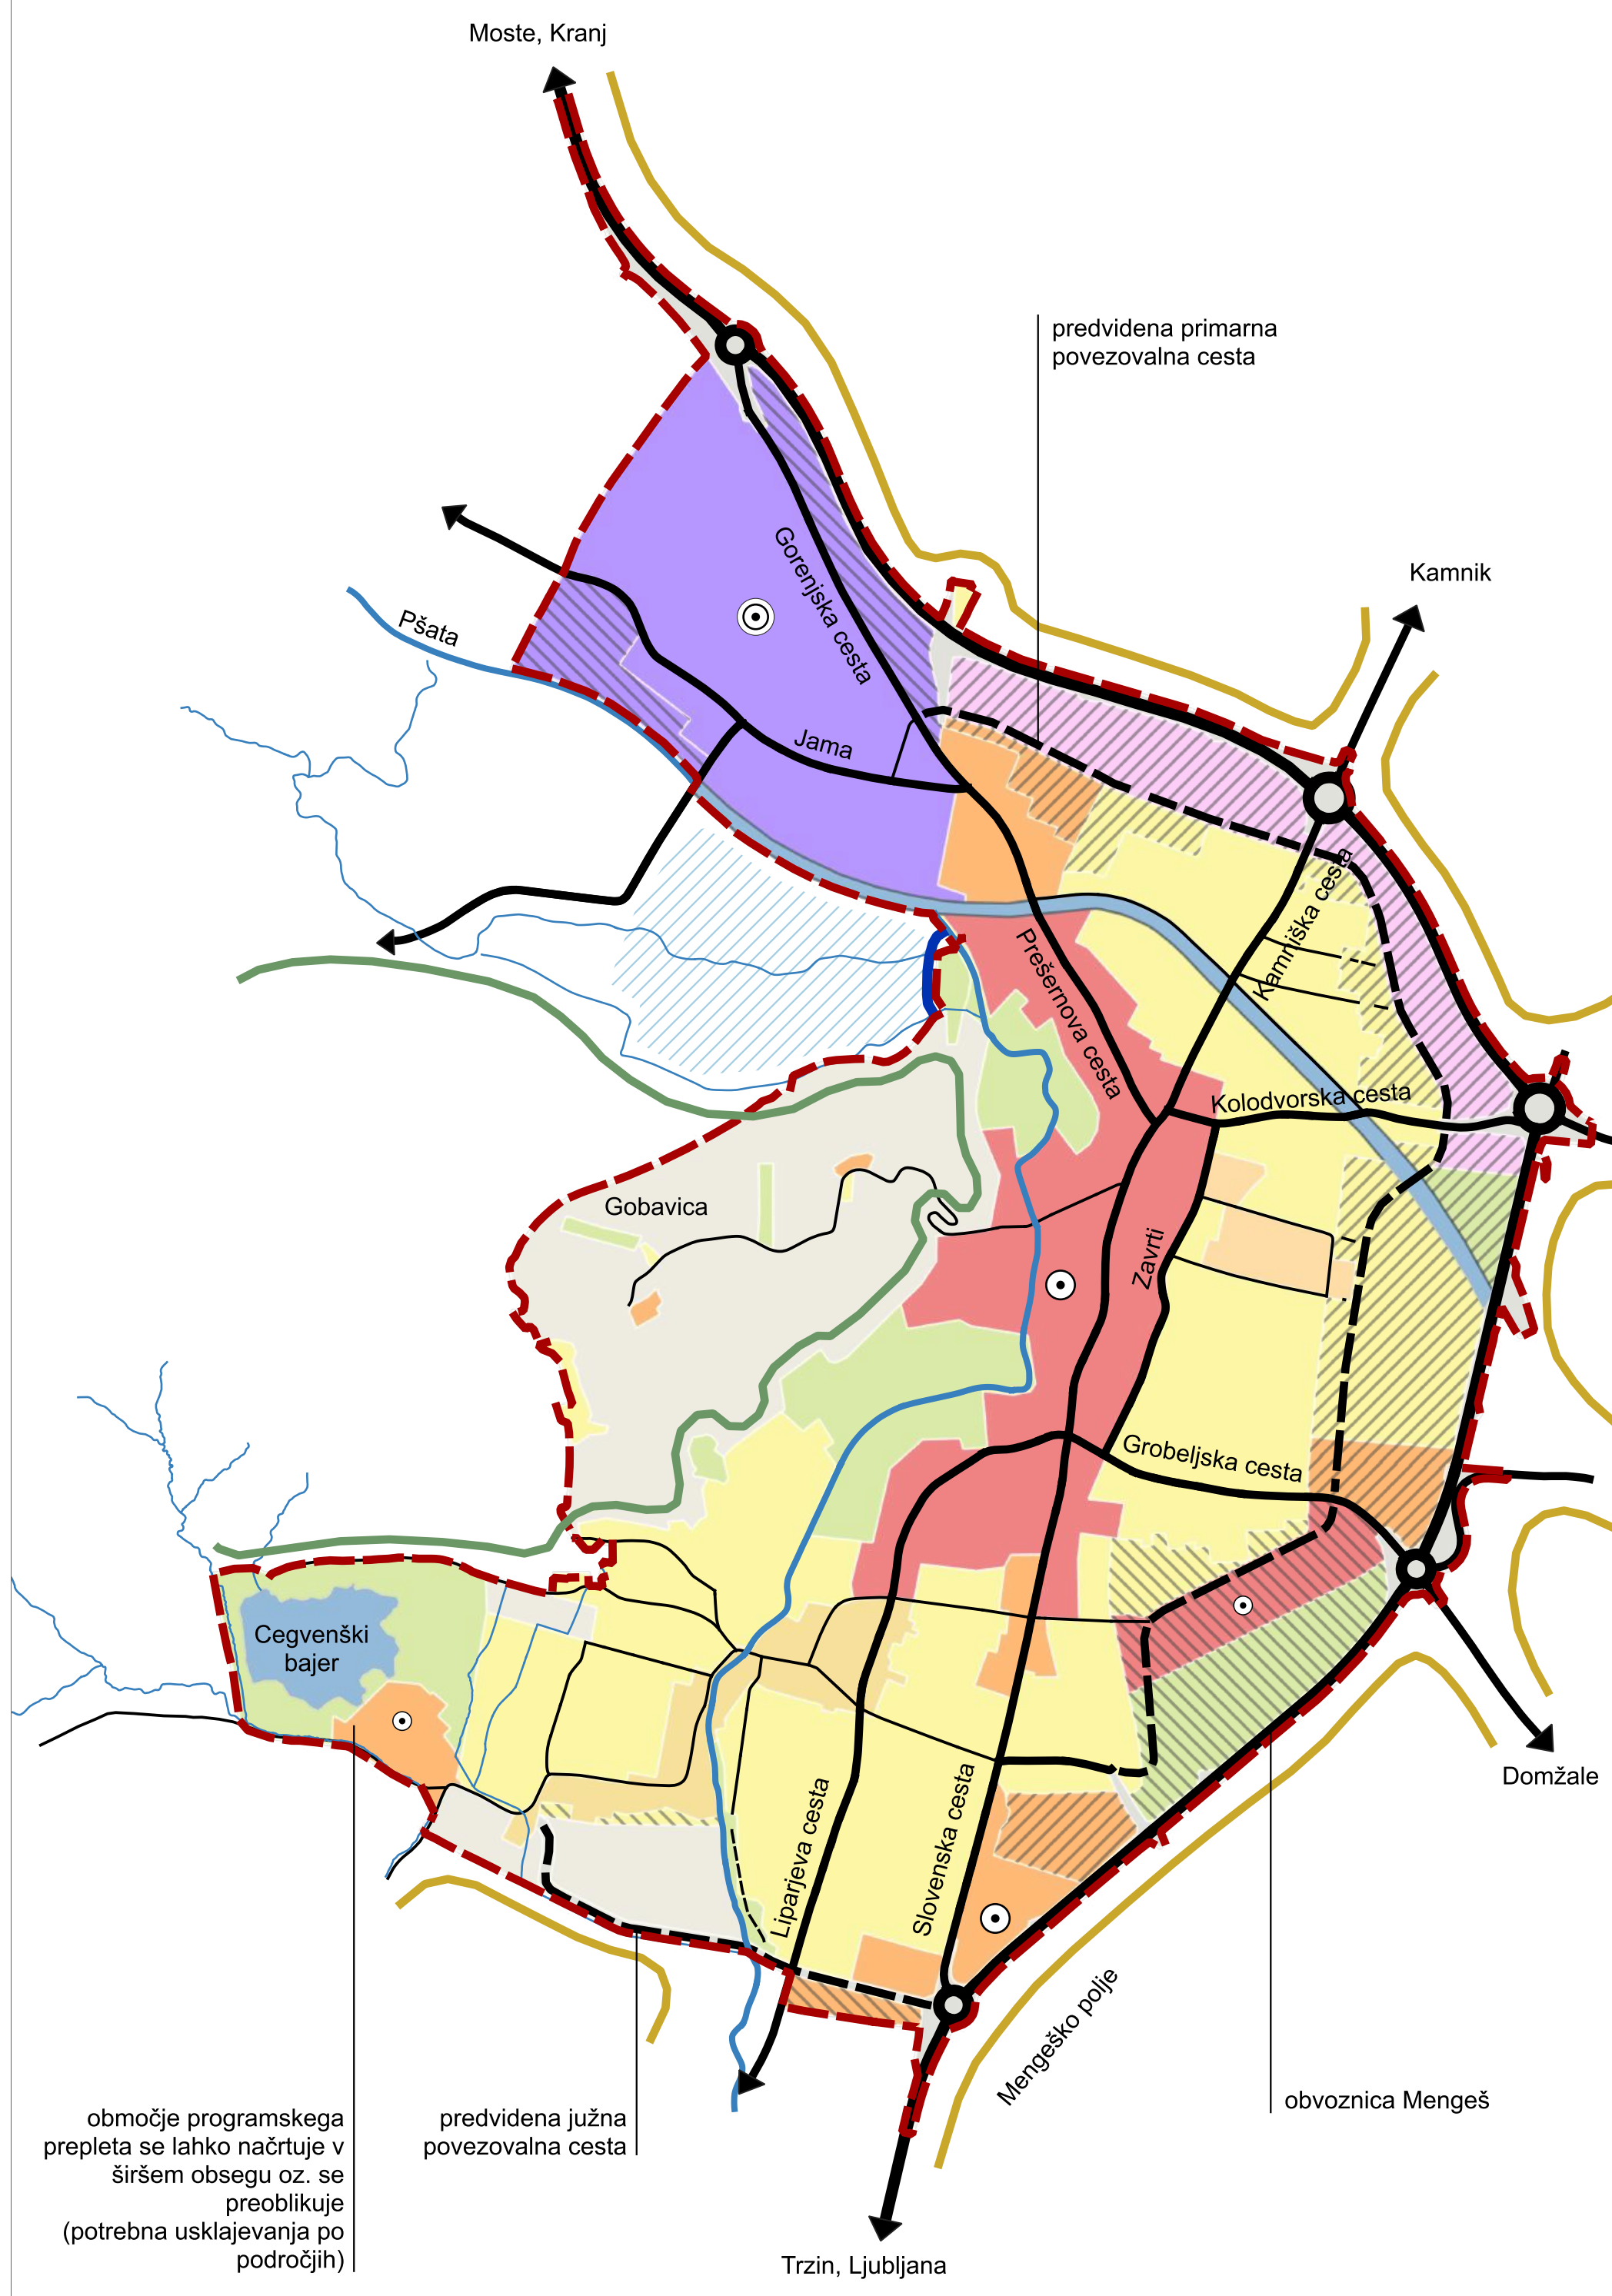 Moste, Kranj
predvidena primarna
povezovalna cesta
Kamnik
Gorenjska cesta
Pšata
Jama
Kamniška cesta
Prešernova cesta
Kolodvorska cesta
Gobavica
Zavrti
Grobeljska cesta
Cegvenški
bajer
Domžale
Liparjeva cesta
Slovenska cesta
Mengeško polje
obvoznica Mengeš
območje programskega
prepleta se lahko načrtuje v
širšem obsegu oz. se
preoblikuje
(potrebna usklajevanja po
področjih)
predvidena južna
povezovalna cesta
Trzin, Ljubljana